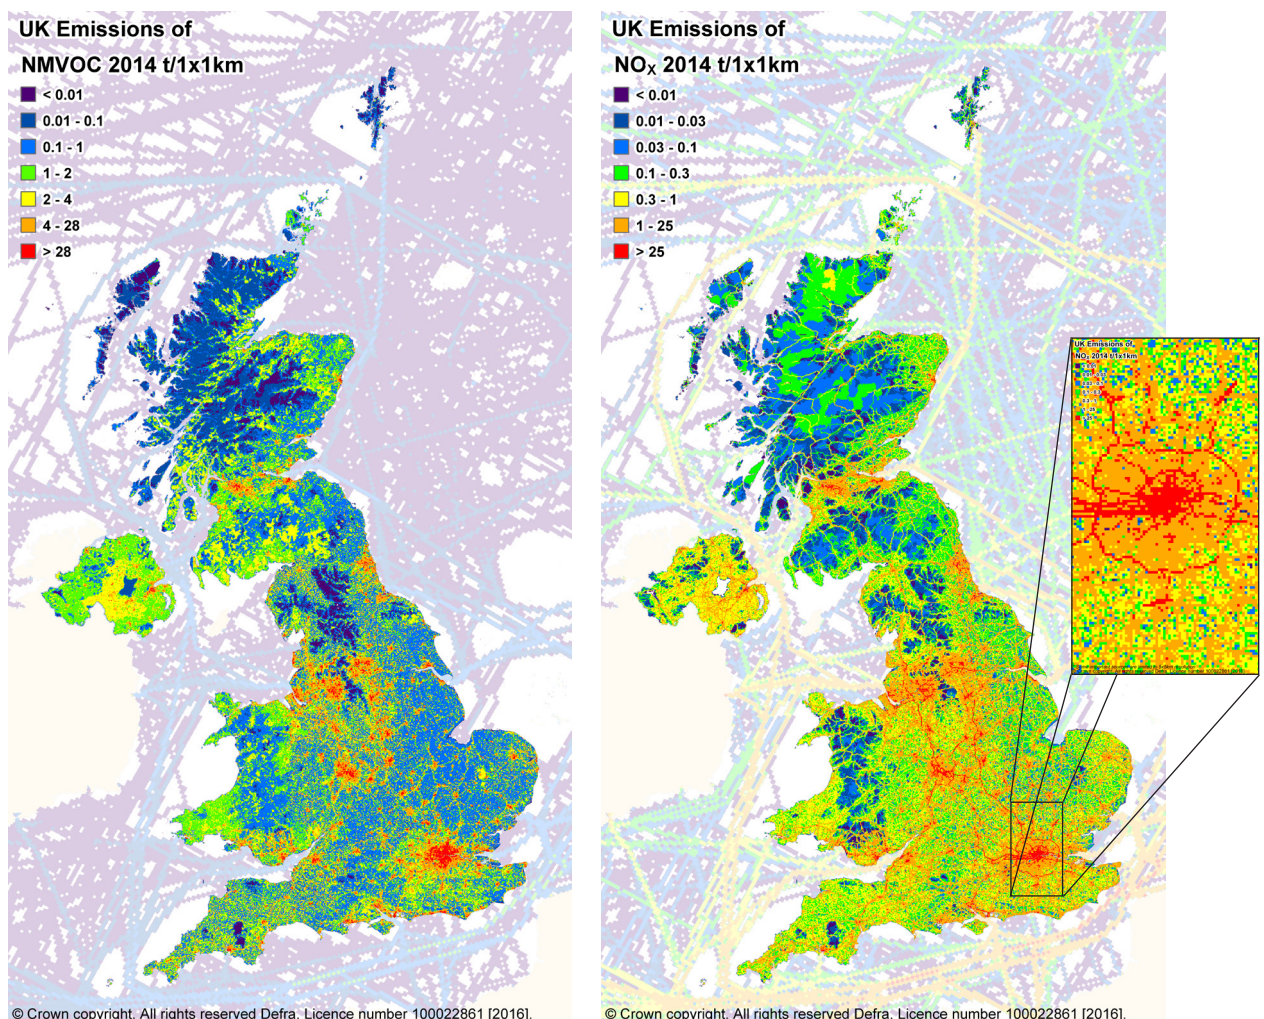 UK Emissions of
NMVOC 2014 t/1x1km
< 0.01
0.01 - 0.1
0.1 - 1
1 - 2
2 - 4
4 - 28
> 28
© Crown copyright. All rights reserved Defra, Licence number 100022861 [2016].
UK Emissions of
NOX 2014 t/1x1km
< 0.01
0.01 - 0.03
0.03 - 0.1
0.1 - 0.3
0.3 - 1
1 - 25
> 25
© Crown copyright. All rights reserved Defra, Licence number 100022861 [2016].
UK Emissions of
NOX 2014 t/1x1km